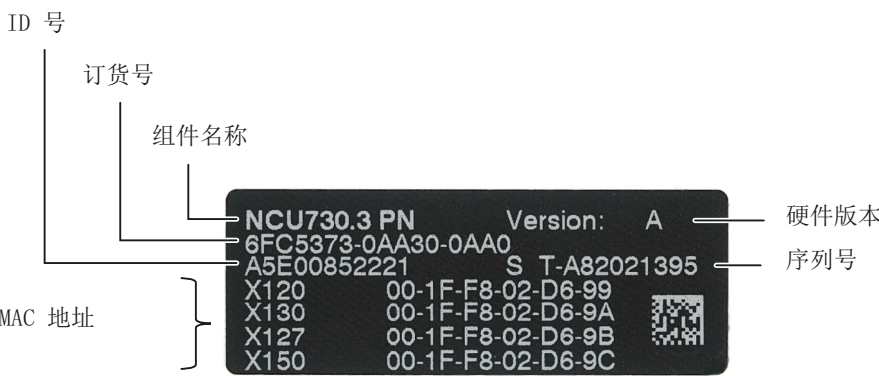 ID 号
订货号
组件名称
NCU730.3 PN Version: A
硬件版本
6FC5373-0AA30-0AA0
A5E00852221 S T-A82021395
序列号
X120 00-1F-F8-02-D6-99
X130 00-1F-F8-02-D6-9A
MAC 地址
X127 00-1F-F8-02-D6-9B
X150 00-1F-F8-02-D6-9C